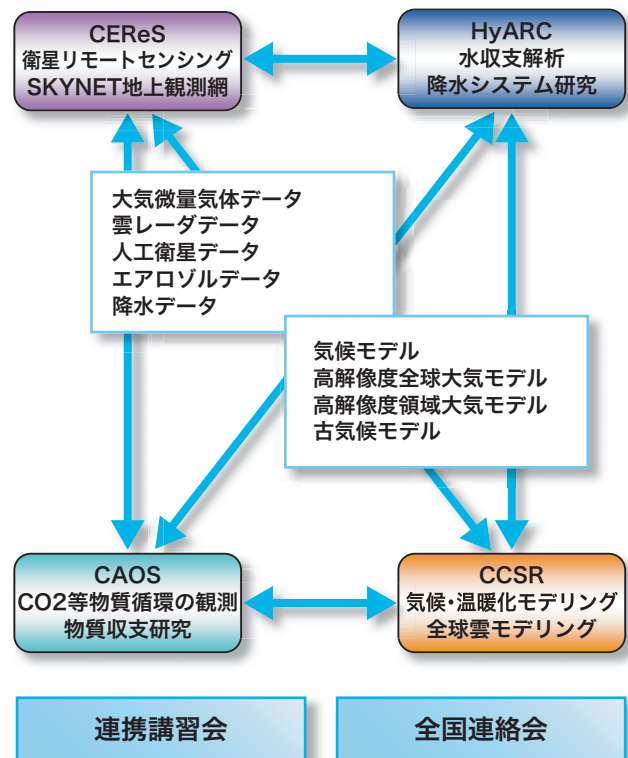 CEReS
衛星リモートセンシング
SKYNET地上観測網
HyARC
水収支解析
降水システム研究
大気微量気体データ
雲レーダデータ
人工衛星データ
エアロゾルデータ
降水データ
気候モデル
高解像度全球大気モデル
高解像度領域大気モデル
古気候モデル
CAOS
CO2等物質循環の観測
物質収支研究
CCSR
気候・温暖化モデリング
全球雲モデリング
連携講習会
全国連絡会